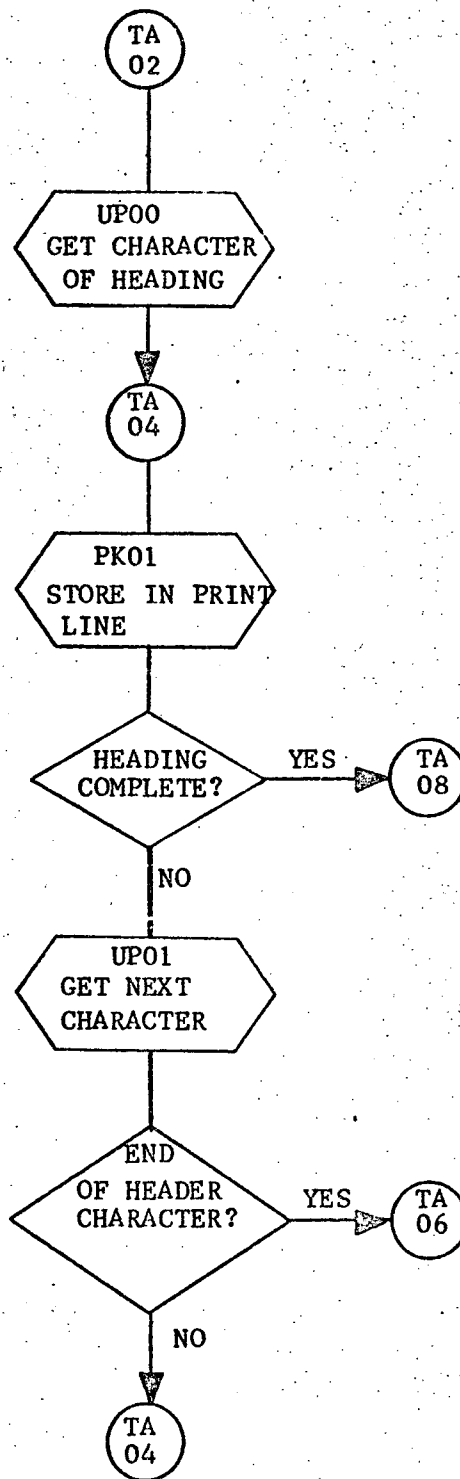 TA
02
UP00
GET CHARACTER
OF HEADING
TA
04
PK01
STORE IN PRINT
LINE
HEADING
COMPLETE?
YES
TA
08
NO
UP01
GET NEXT
CHARACTER
END
OF HEADER
CHARACTER?
YES
TA
06
NO
TA
04